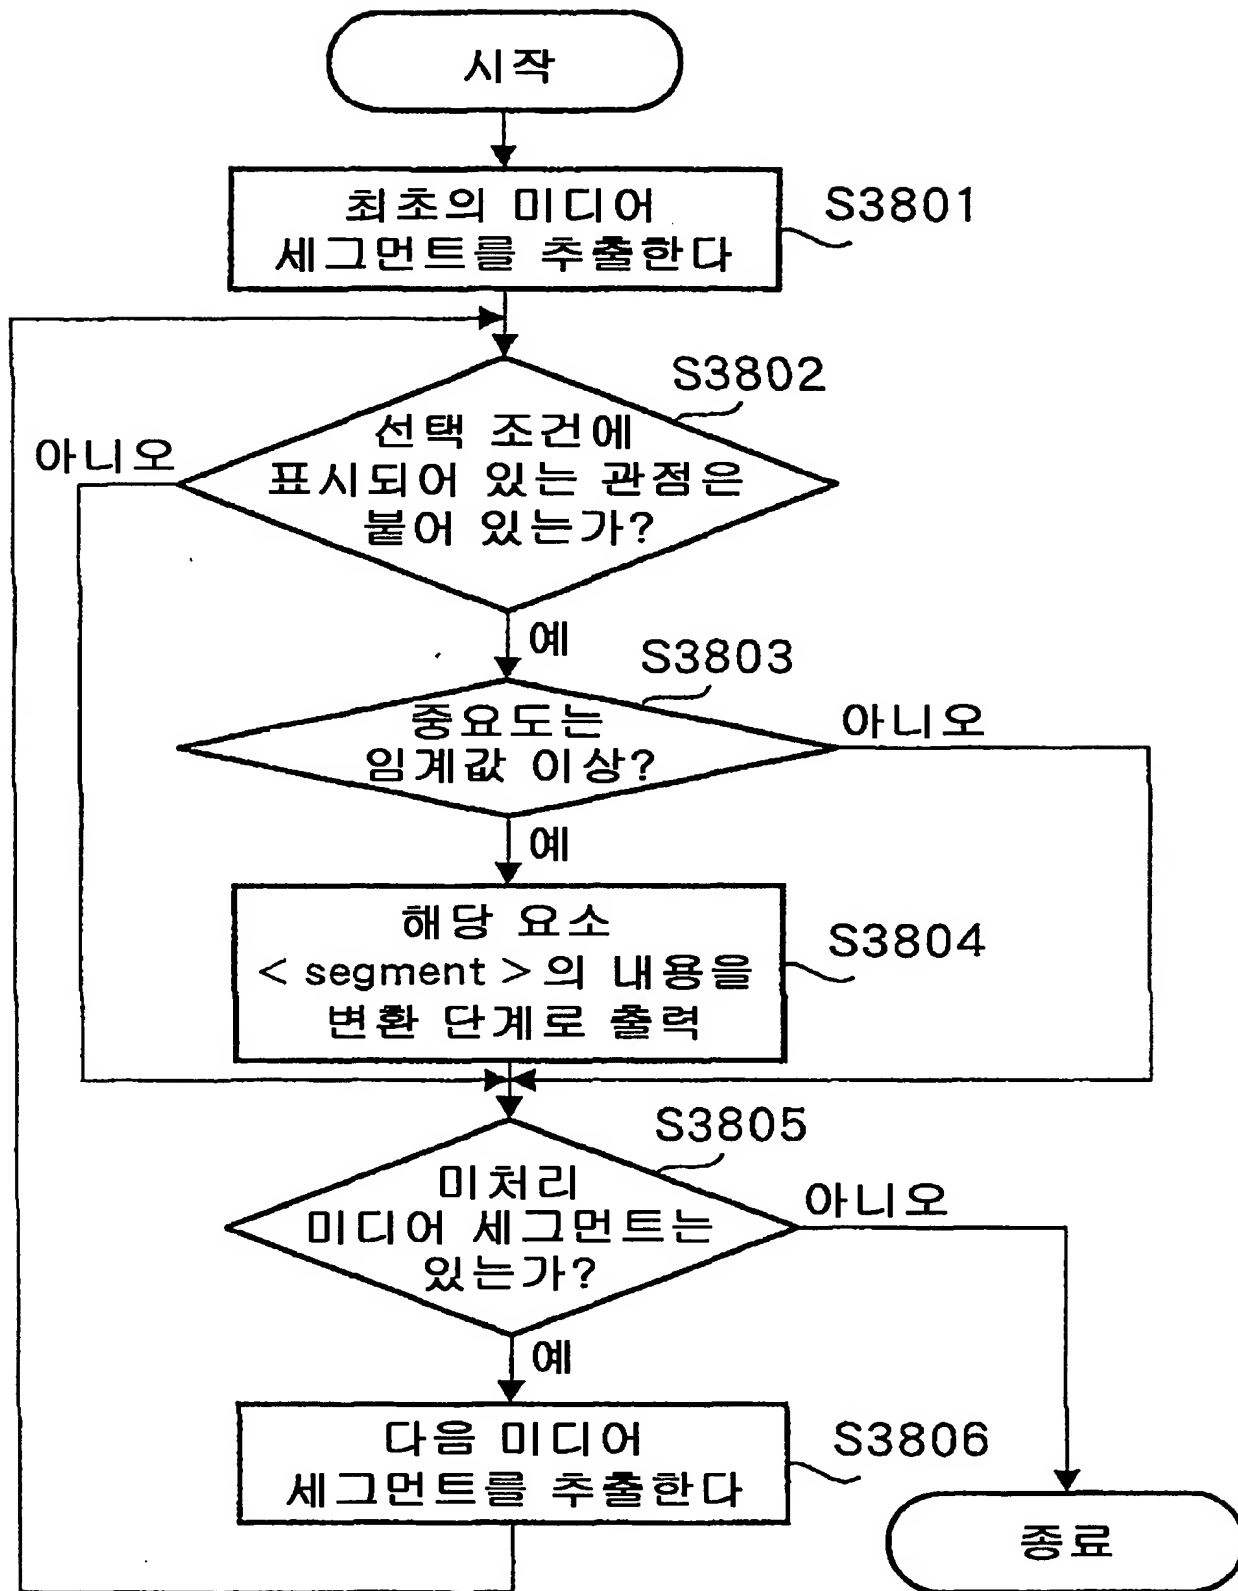 시작
최초의 미디어
세그먼트를 추출한다
S3801
S3802
선택 조건에
표시되어 있는 관점은
붙어 있는가?
아니오
예
S3803
중요도는
임계값 이상?
아니오
예
해당 요소
< segment >의 내용을
변환 단계로 출력
S3804
S3805
미처리
미디어 세그먼트는
있는가?
아니오
예
다음 미디어
세그먼트를 추출한다
S3806
종료